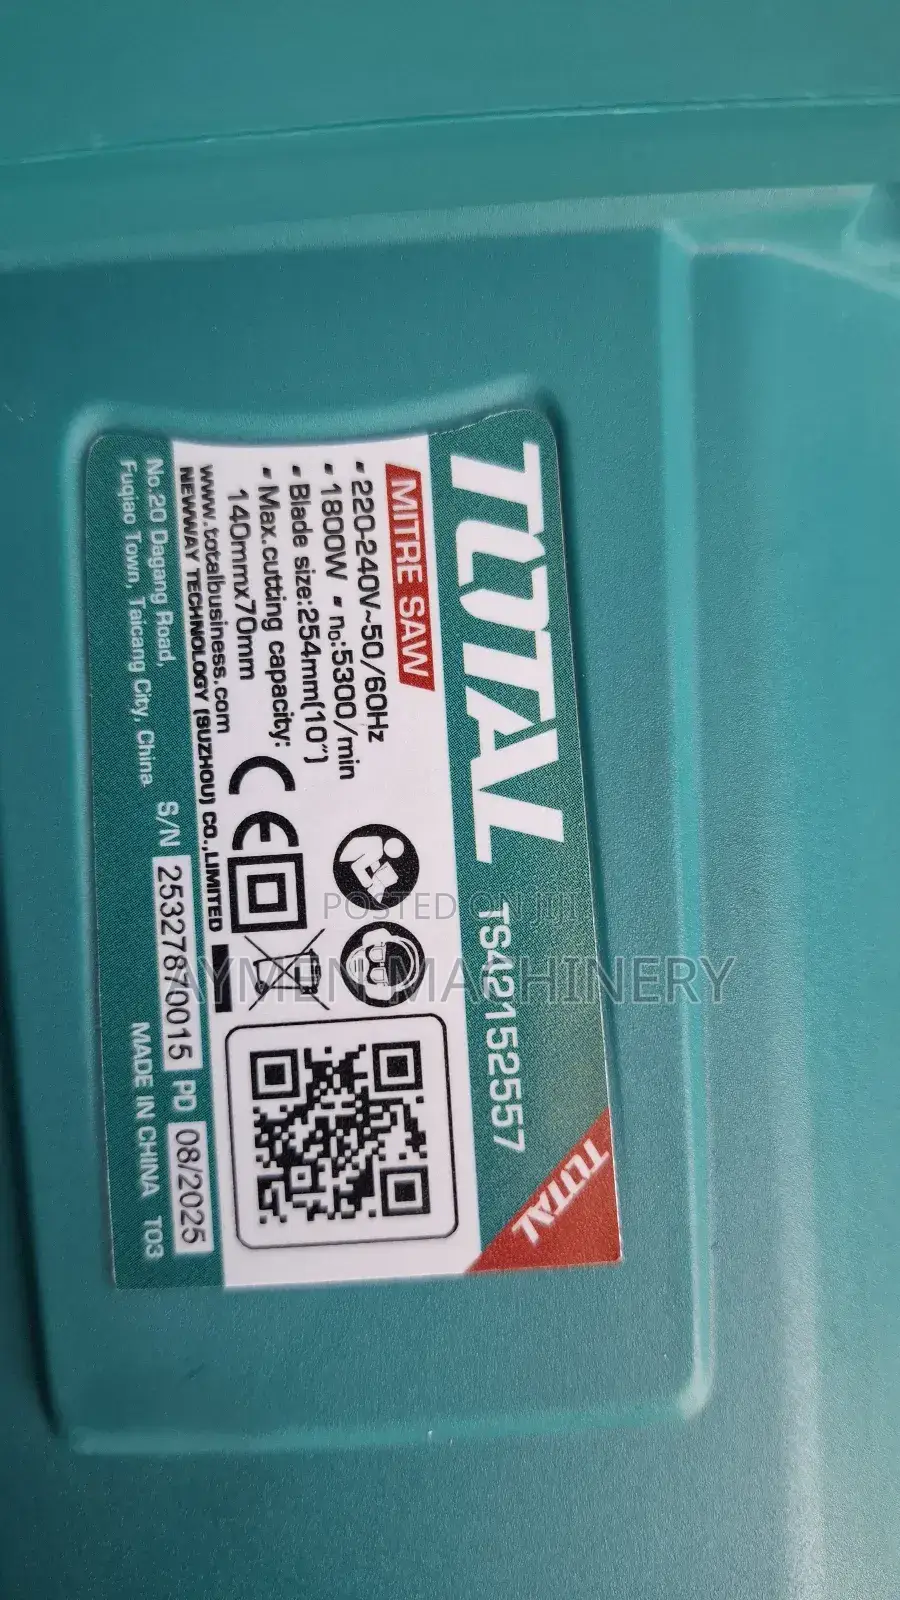 TOTAL
TS42152557
MITRE SAW
- 220-240V~50/60Hz
- 1800W - n₀:5300/min
- Blade size:254mm(10")
- Max.cutting capacity:
140mmx70mm
www.totalbusiness.com
NEWWAY TECHNOLOGY (SUZHOU) CO.,LIMITED
No.20 Dagang Road,
Fuqiao Town, Taicang City, China
S/N 25327870015 PD 08/2025
MADE IN CHINA T03
CE
TOTAL
POSTED ON JIJI
AYMEN MACHINERY